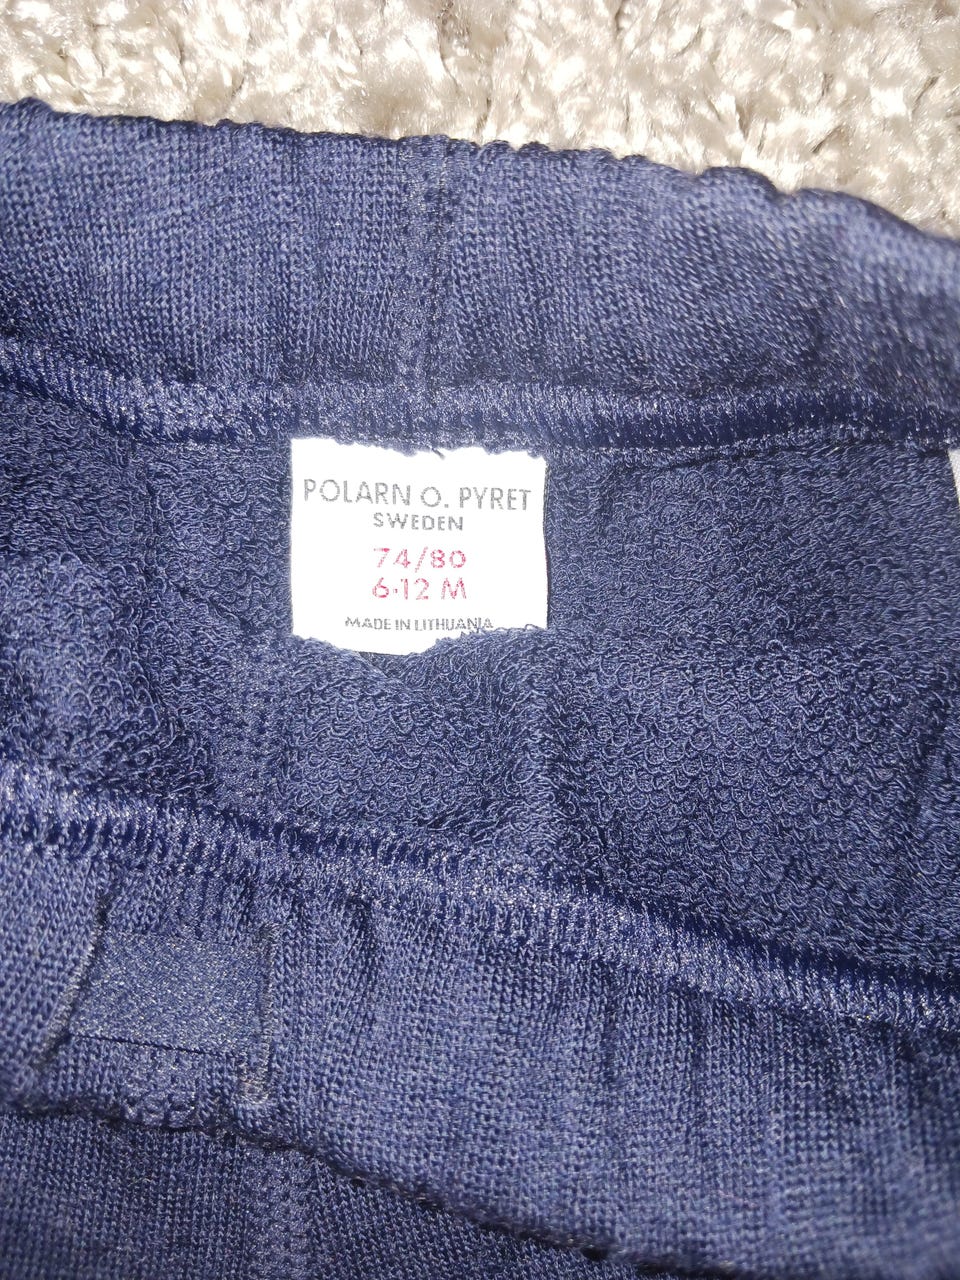 POLARN O. PYRET
SWEDEN
74/80
6-12 M
MADE IN LITHUANIA